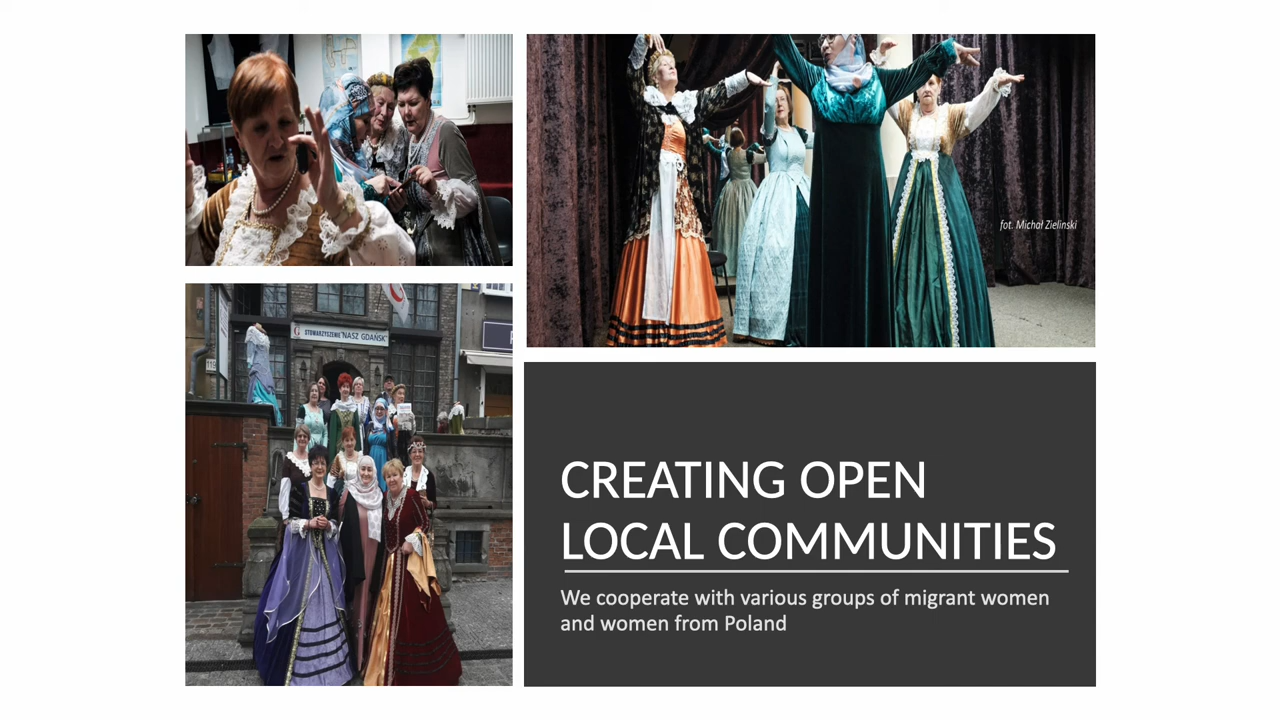 fot. Michał Zielinski
STOWARZYSZENIE "NASZ GDAŃSK"
119
CREATING OPEN
LOCAL COMMUNITIES
We cooperate with various groups of migrant women
and women from Poland